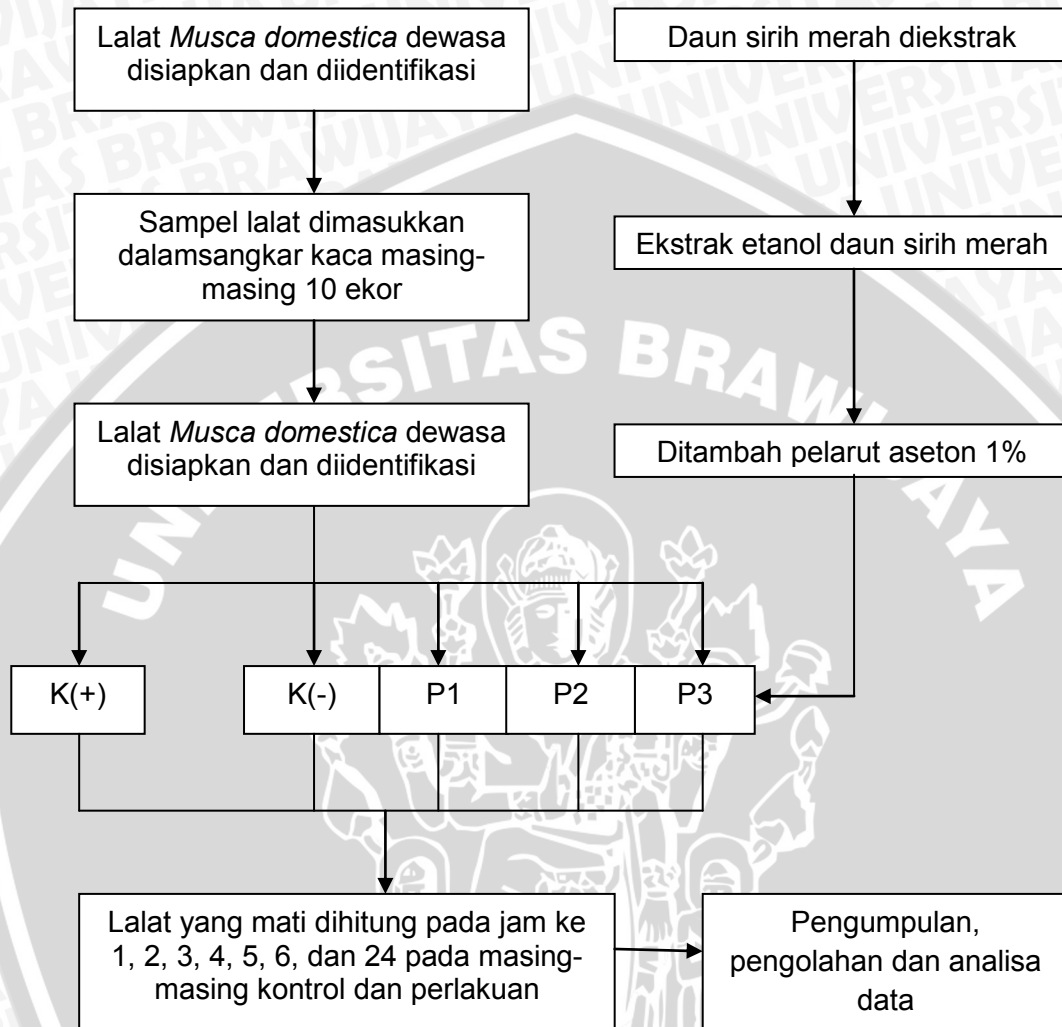 Lalat Musca domestica dewasa
disiapkan dan diidentifikasi
Daun sirih merah diekstrak
Sampel lalat dimasukkan
dalamsangkar kaca masing-
masing 10 ekor
Ekstrak etanol daun sirih merah
UNIVERSITAS BRAWIJAYA
Lalat Musca domestica dewasa
disiapkan dan diidentifikasi
Ditambah pelarut aseton 1%
K(+)
K(-)
P1
P2
P3
Lalat yang mati dihitung pada jam ke
1, 2, 3, 4, 5, 6, dan 24 pada masing-
masing kontrol dan perlakuan
Pengumpulan,
pengolahan dan analisa
data